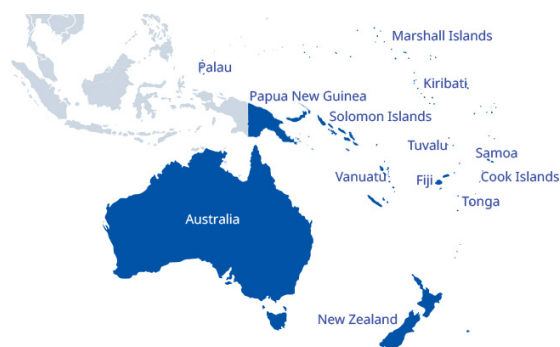 Marshall Islands
Palau
Kiribati
Papua New Guinea
Solomon Islands
Tuvalu
Samoa
Vanuatu
Fiji
Cook Islands
Tonga
Australia
New Zealand